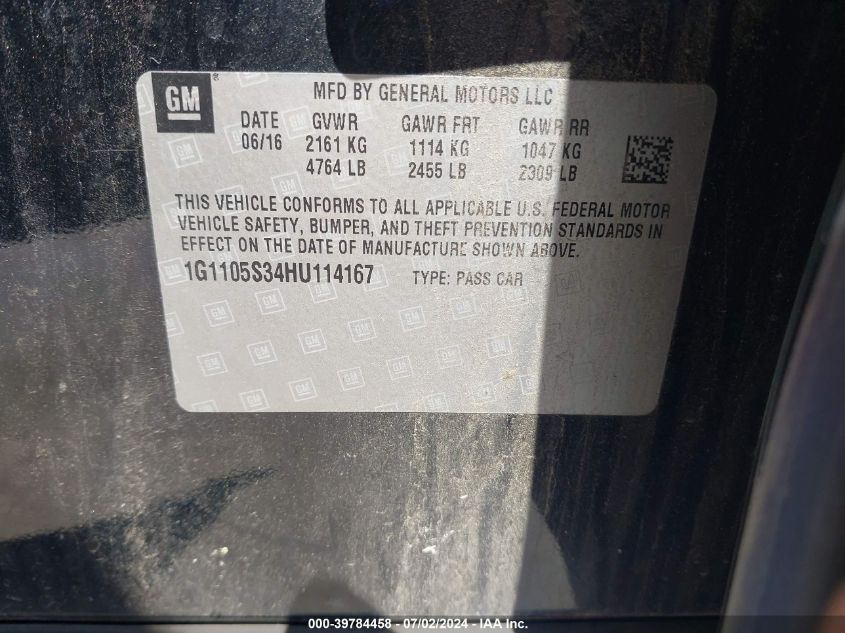 GM ®
MFD BY GENERAL MOTORS LLC
DATE GVWR GAWR FRT GAWR RR
06/16 2161 KG 1114 KG 1047 KG
4764 LB 2455 LB 2309 LB
THIS VEHICLE CONFORMS TO ALL APPLICABLE U.S. FEDERAL MOTOR
VEHICLE SAFETY, BUMPER, AND THEFT PREVENTION STANDARDS IN
EFFECT ON THE DATE OF MANUFACTURE SHOWN ABOVE.
1G1105S34HU114167 TYPE: PASS CAR
000-39784458 - 07/02/2024 - IAA Inc.